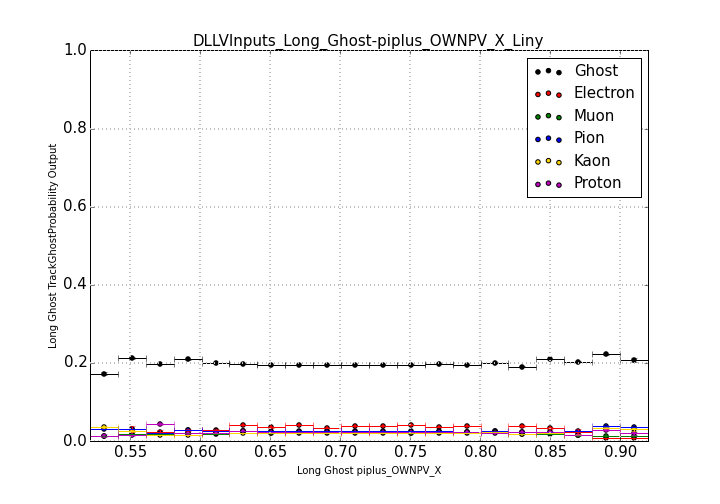 DLLVInputs_Long_Ghost-piplus_OWNPV_X_Liny
1.0
0.8
0.6
0.4
0.2
0.0
Long Ghost TrackGhostProbability Output
Ghost
Electron
Muon
Pion
Kaon
Proton
0.55 0.60 0.65 0.70 0.75 0.80 0.85 0.90
Long Ghost piplus_OWNPV_X